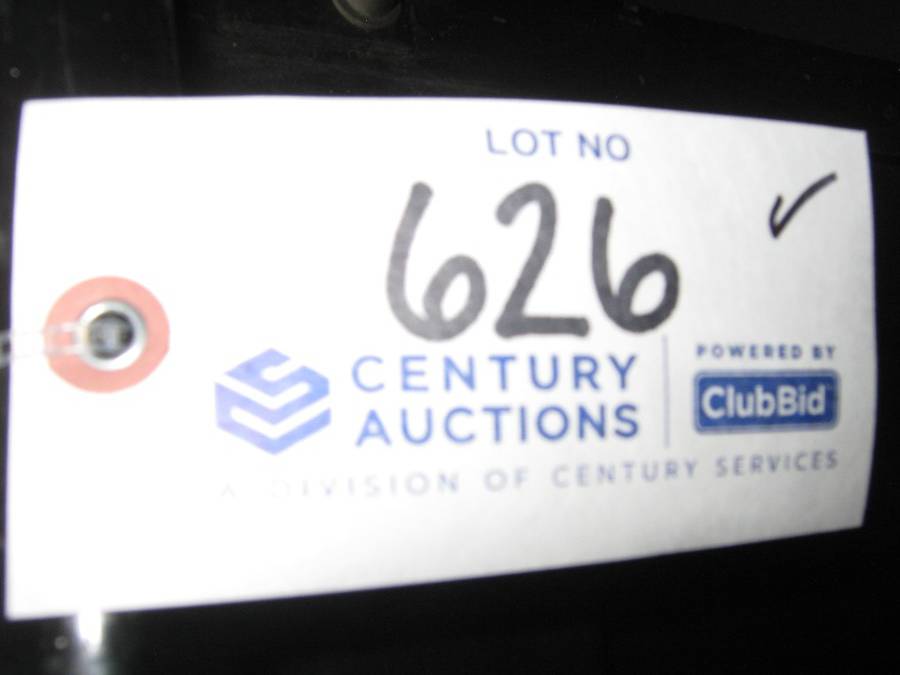 LOT NO
626
CENTURY
AUCTIONS
POWERED BY
ClubBid
A DIVISION OF CENTURY SERVICES